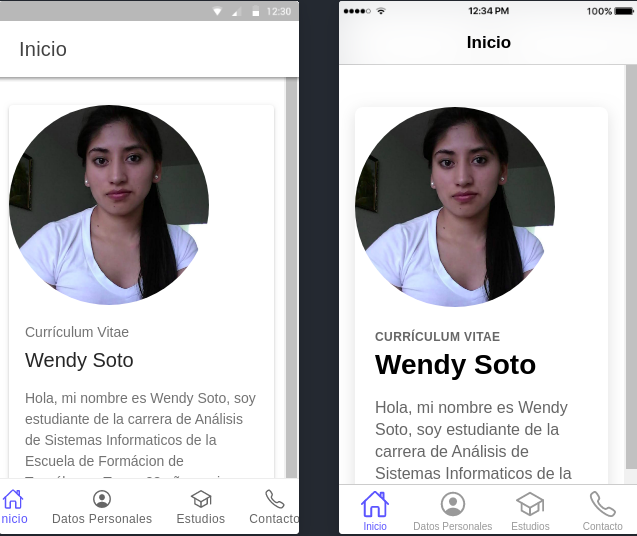 12:30
Inicio
Currículum Vitae
Wendy Soto
Hola, mi nombre es Wendy Soto, soy
estudiante de la carrera de Análisis
de Sistemas Informaticos de la
Escuela de Formácion de
nicio
Datos Personales
Estudios
Contacto
12:34 PM
100%
Inicio
CURRÍCULUM VITAE
Wendy Soto
Hola, mi nombre es Wendy
Soto, soy estudiante de la
carrera de Análisis de
Sistemas Informaticos de la
Inicio
Datos Personales
Estudios
Contacto